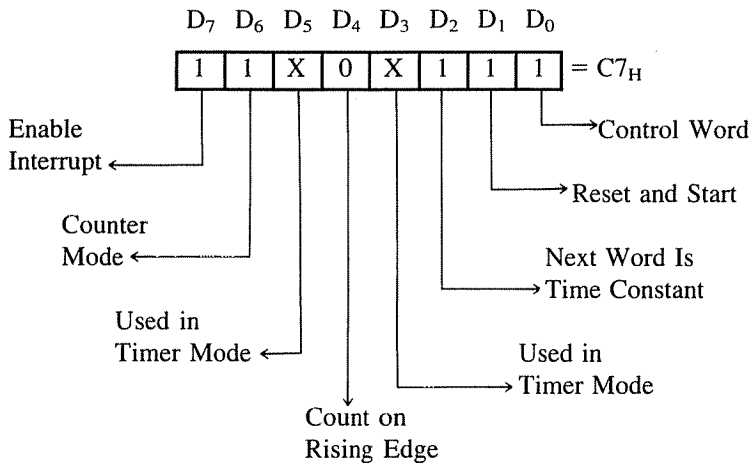 D7 D6 D5 D4 D3 D2 D1 D0
1 1 X 0 X 1 1 1 = C7H
Enable
Interrupt
Control Word
Reset and Start
Counter
Mode
Next Word Is
Time Constant
Used in
Timer Mode
Used in
Timer Mode
Count on
Rising Edge